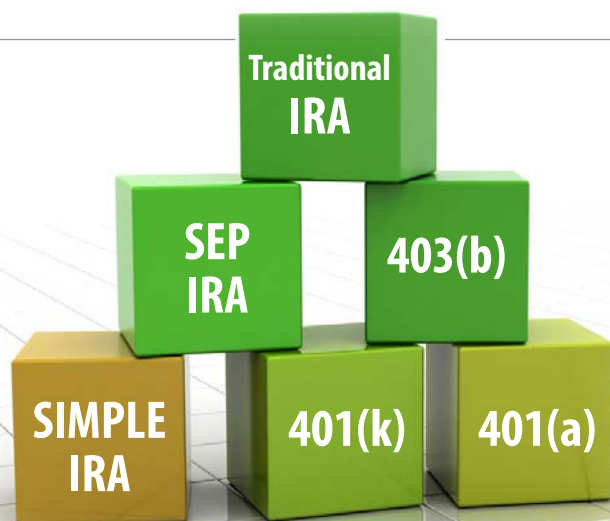 Traditional
IRA
SEP
IRA
403(b)
SIMPLE
IRA
401(k)
401(a)